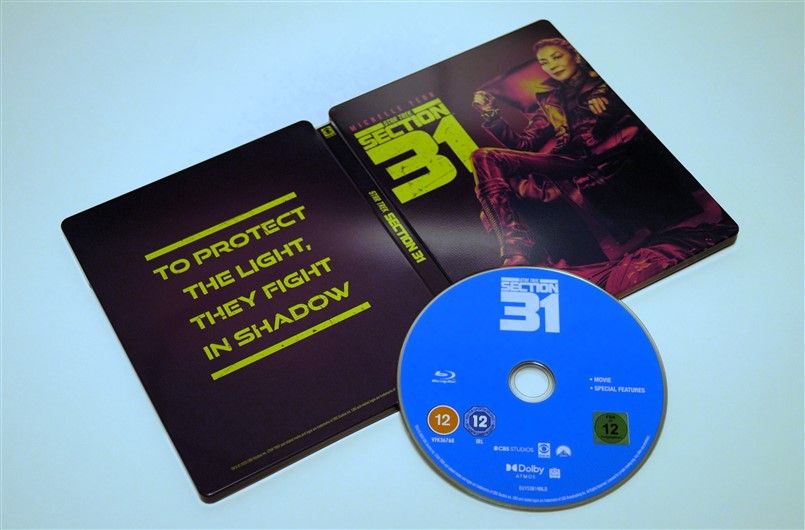 TO PROTECT
THE LIGHT,
THEY FIGHT
IN SHADOW
STAR TREK SECTION 31
MICHELLE YEOH
STAR TREK
SECTION
31
STAR TREK
SECTION
31
• MOVIE
• SPECIAL FEATURES
12
12
12
IRL
CBS STUDIOS
Dolby
ATMOS